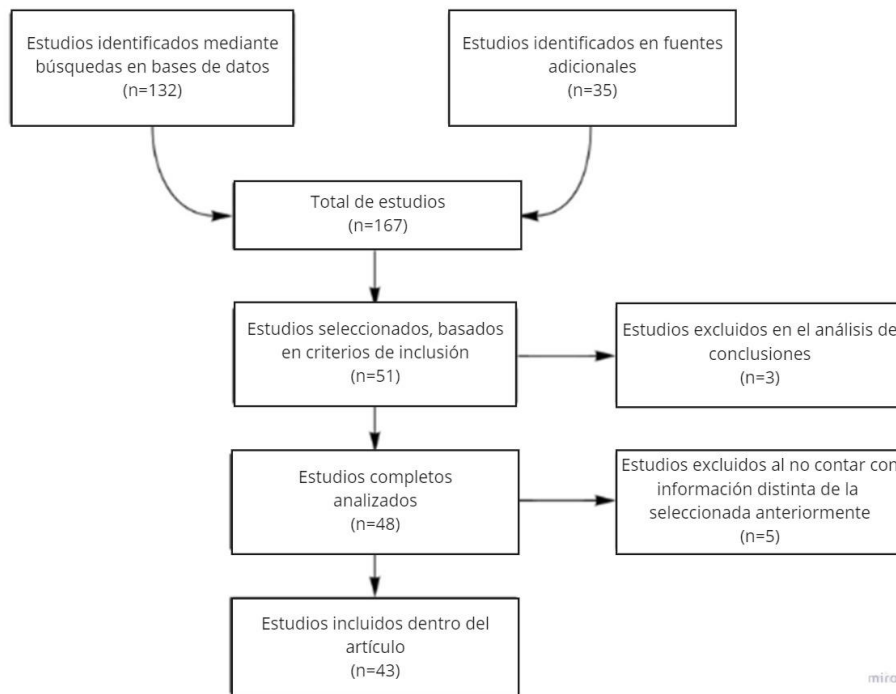 Estudios identificados mediante
búsquedas en bases de datos
(n=132)
Estudios identificados en fuentes
adicionales
(n=35)
Total de estudios
(n=167)
Estudios seleccionados, basados
en criterios de inclusión
(n=51)
Estudios excluidos en el análisis de
conclusiones
(n=3)
Estudios completos
analizados
(n=48)
Estudios excluidos al no contar con
información distinta de la
seleccionada anteriormente
(n=5)
Estudios incluidos dentro del
artículo
(n=43)
miro